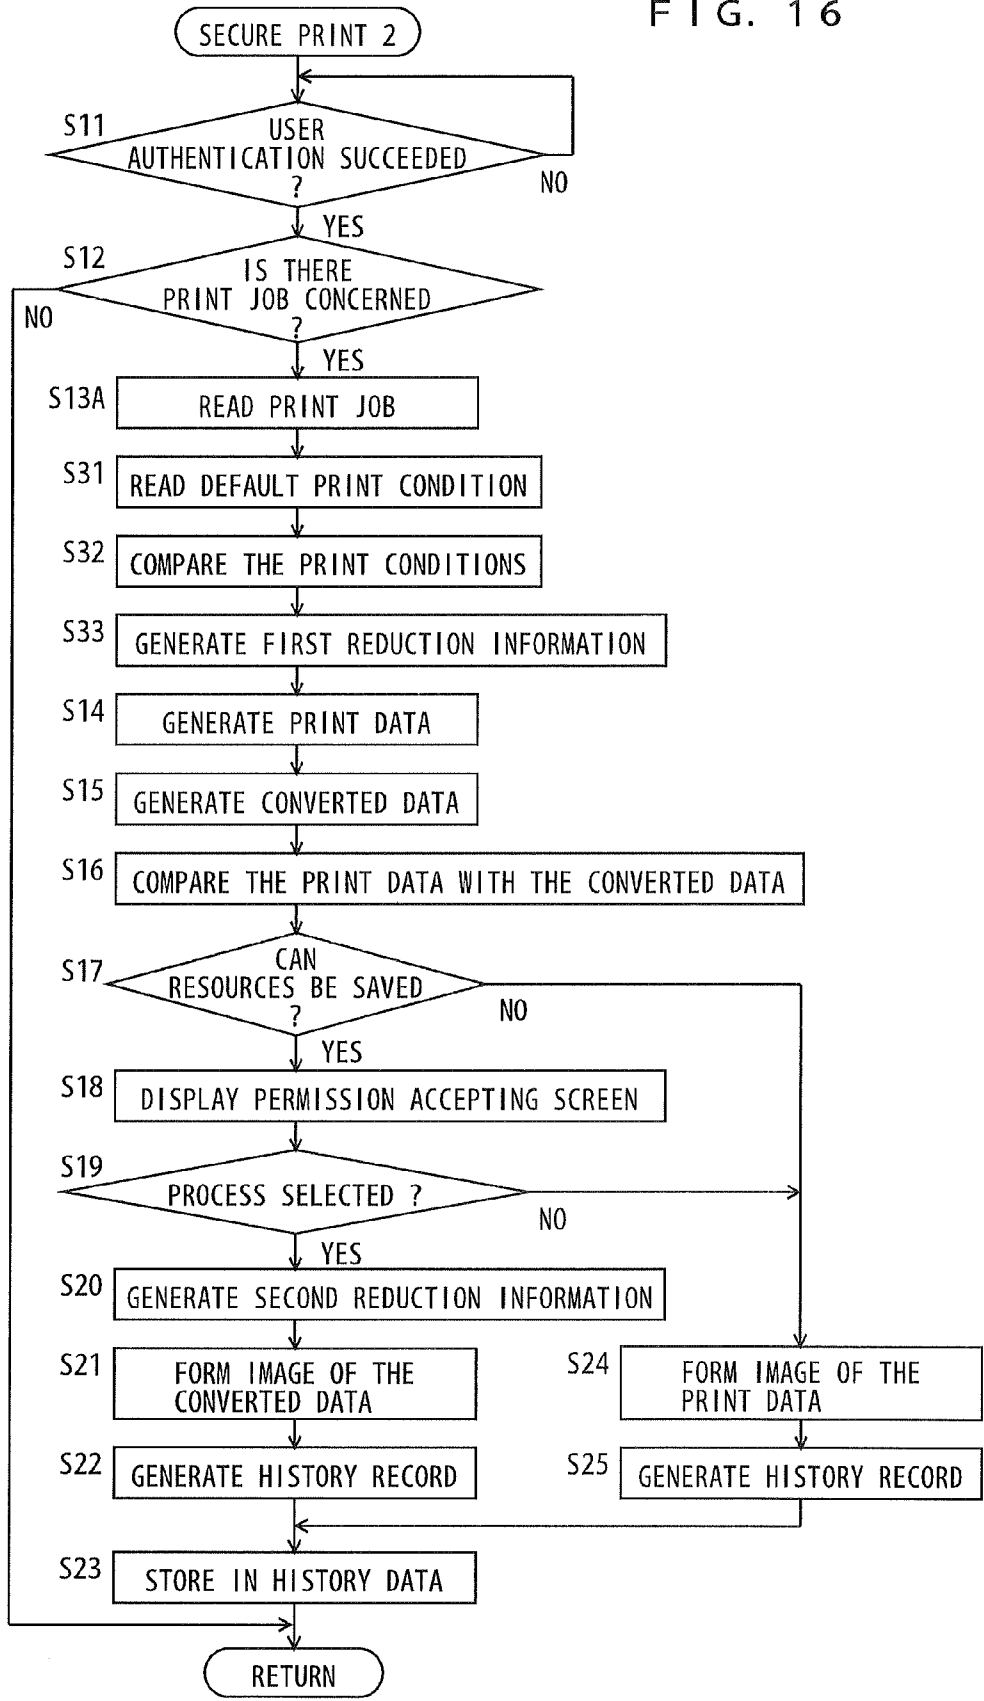 FIG. 16
SECURE PRINT 2
S11
USER
AUTHENTICATION SUCCEEDED
?
NO
YES
S12
IS THERE
PRINT JOB CONCERNED
?
NO
YES
S13A
READ PRINT JOB
S31
READ DEFAULT PRINT CONDITION
S32
COMPARE THE PRINT CONDITIONS
S33
GENERATE FIRST REDUCTION INFORMATION
S14
GENERATE PRINT DATA
S15
GENERATE CONVERTED DATA
S16
COMPARE THE PRINT DATA WITH THE CONVERTED DATA
S17
CAN
RESOURCES BE SAVED
?
NO
YES
S18
DISPLAY PERMISSION ACCEPTING SCREEN
S19
PROCESS SELECTED ?
NO
YES
S20
GENERATE SECOND REDUCTION INFORMATION
S21
FORM IMAGE OF THE
CONVERTED DATA
S24
FORM IMAGE OF THE
PRINT DATA
S22
GENERATE HISTORY RECORD
S25
GENERATE HISTORY RECORD
S23
STORE IN HISTORY DATA
RETURN